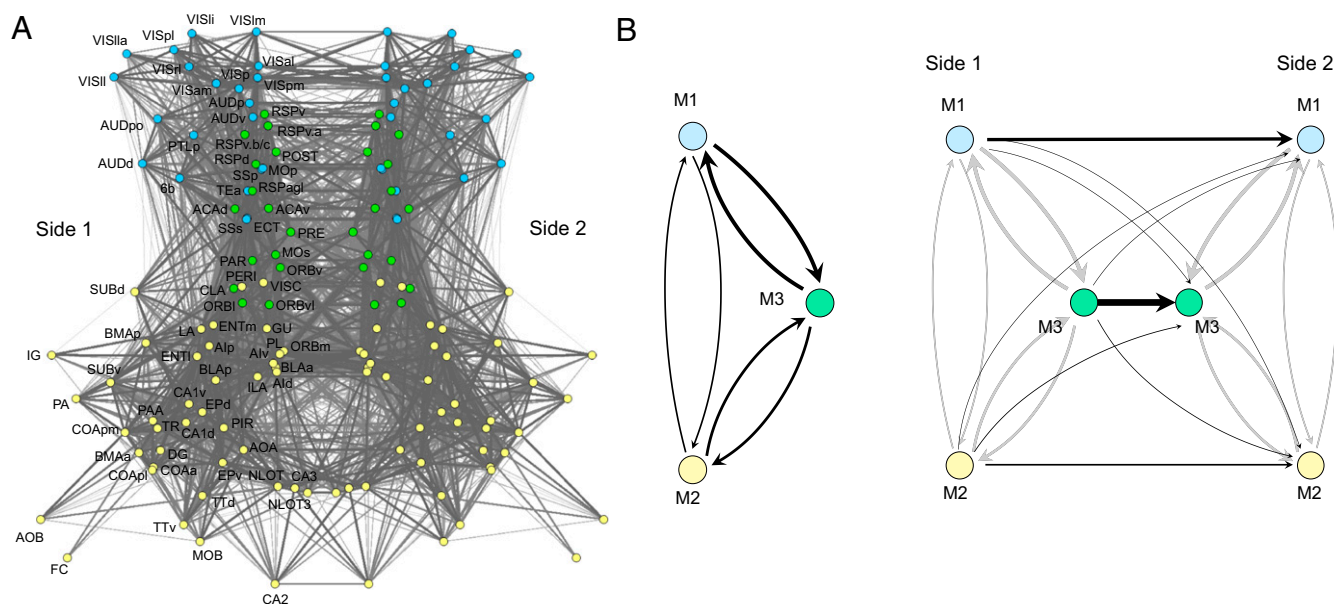 A
VISli
VISlm
VISlla
VISpl
VISal
VISrl
VISp
VISll
VISam
VISpm
AUDp
RSPv
AUDpo
AUDv
RSPv.a
PTLp
RSPv.b/c
POST
AUDd
RSPd
SSp
MOp
6b
TEa
RSPagl
ACAd
ACAv
Side 1
SSs
ECT
PRE
Side 2
MOs
PAR
ORBv
PERI
VISC
SUBd
CLA
ORBl
ORBvl
BMAp
LA
ENTm
GU
IG
AIp
PL
ORBm
ENTl
AIv
SUBv
BLAp
BLAa
ILA
AId
PA
CA1v
EPd
PAA
COApm
TR
CA1d
PIR
BMAa
DG
AOA
COApl
COAa
EPv
NLOT
CA3
TTd
NLOT3
AOB
TTv
MOB
FC
CA2
B
M1
M3
M2
Side 1
Side 2
M1
M1
M3
M3
M2
M2